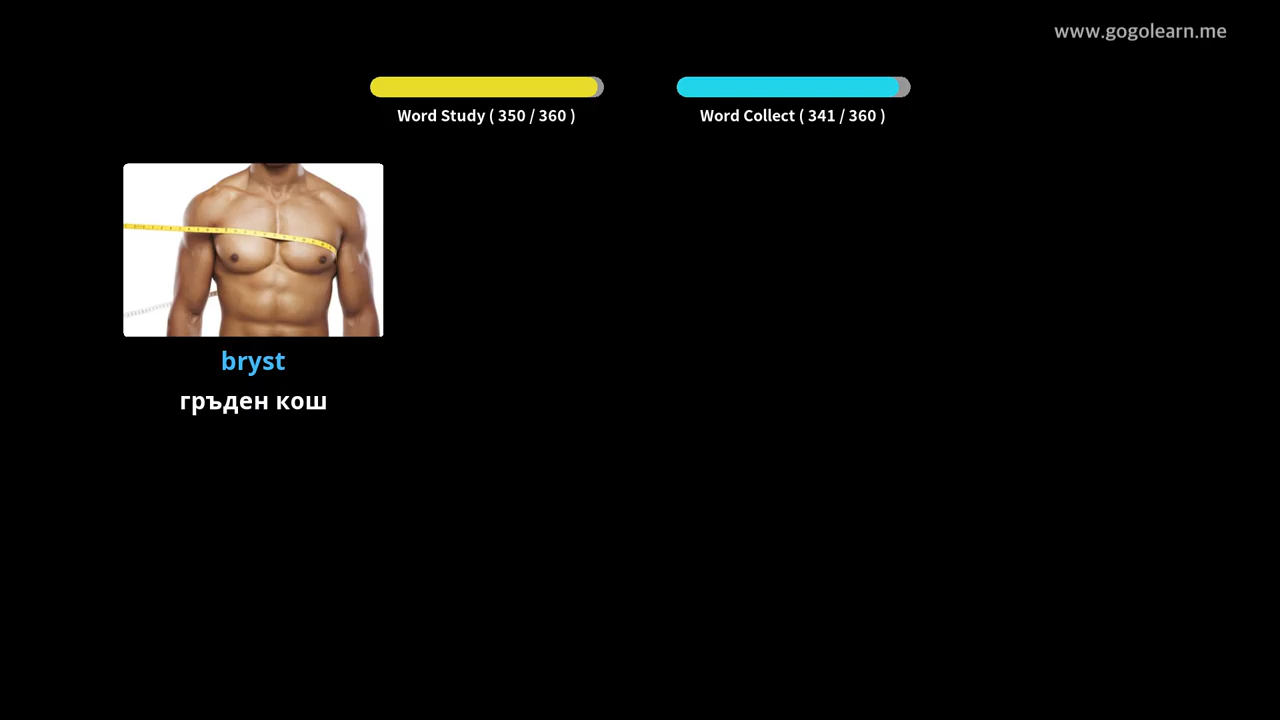 www.gogolearn.me
Word Study ( 350 / 360 )
Word Collect ( 341 / 360 )
bryst
гръден кош